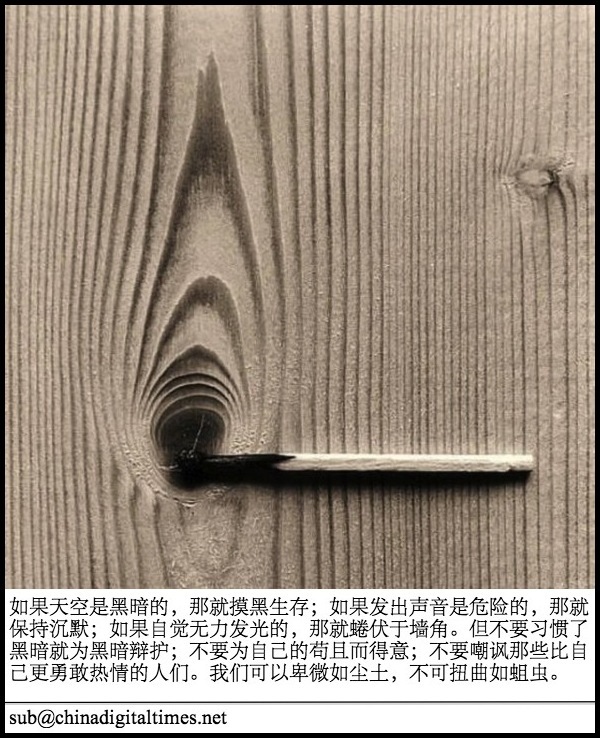 如果天空是黑暗的，那就摸黑生存；如果发出声音是危险的，那就
保持沉默；如果自觉无力发光的，那就蜷伏于墙角。但不要习惯了
黑暗就为黑暗辩护；不要为自己的苟且而得意；不要嘲讽那些比自
己更勇敢热情的人们。我们可以卑微如尘土，不可扭曲如蛆虫。
sub@chinadigitaltimes.net